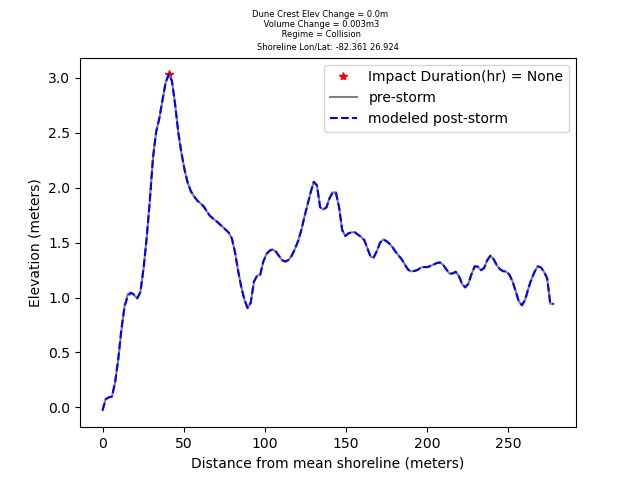 Dune Crest Elev Change = 0.0m
Volume Change = 0.003m3
Regime = Collision
Shoreline Lon/Lat: -82.361 26.924
Impact Duration(hr) = None
pre-storm
modeled post-storm
Elevation (meters)
3.0
2.5
2.0
1.5
1.0
0.5
0.0
0 50 100 150 200 250
Distance from mean shoreline (meters)